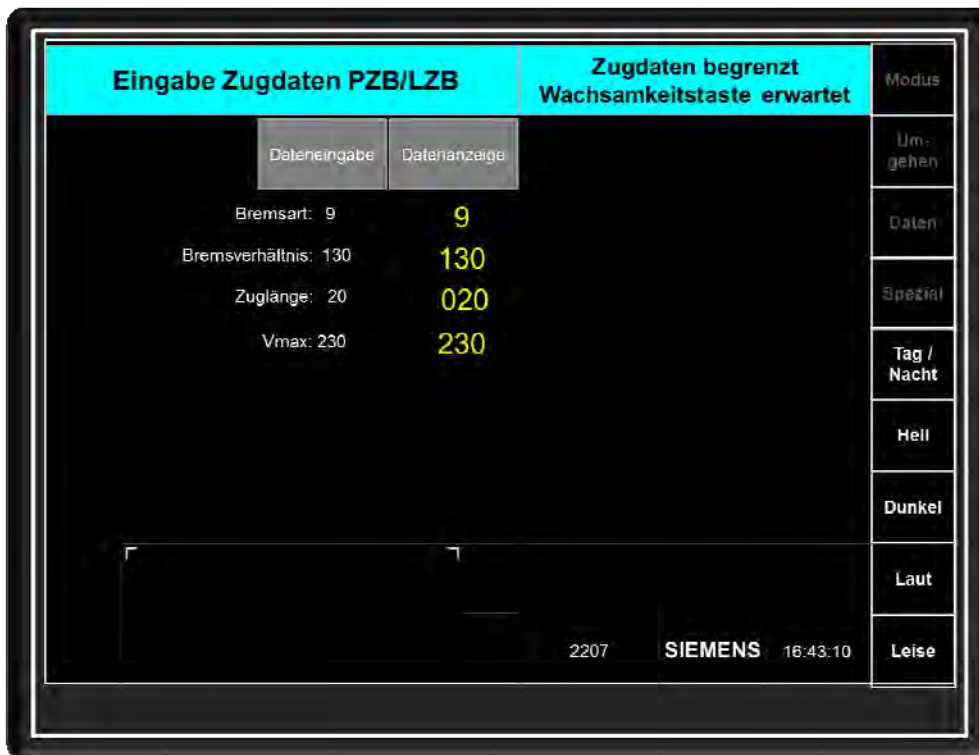 Eingabe Zugdaten PZB/LZB
Zugdaten begrenzt
Wachsamkeitstaste erwartet
Modus
Um-
gehen
Daten
Spezial
Tag /
Nacht
Hell
Dunkel
Laut
Leise
Dateneingabe Datenanzeige
Bremsart: 9 9
Bremsverhältnis: 130 130
Zuglänge: 20 020
Vmax: 230 230
2207 SIEMENS 16:43:10